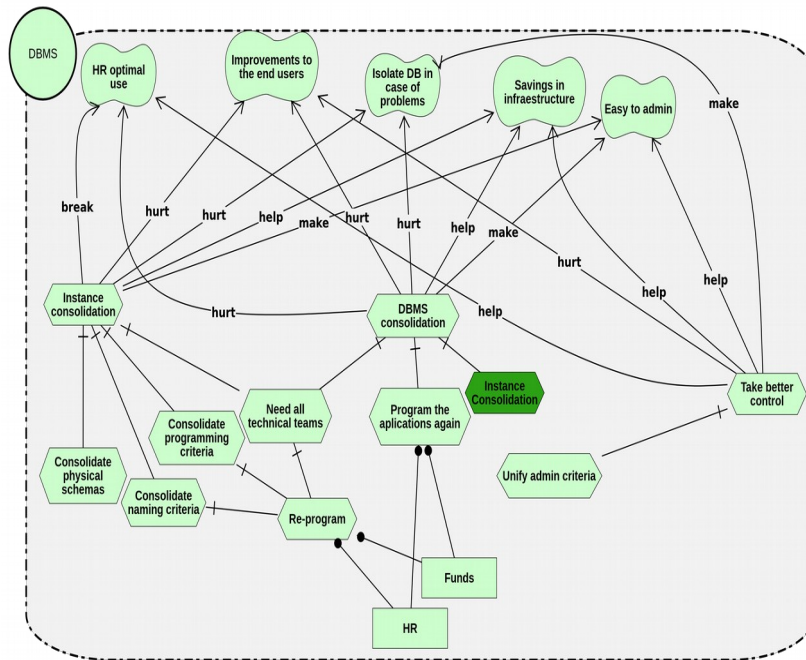 DBMS
HR optimal
use
Improvements to
the end users
Isolate DB in
case of
problems
Savings in
infraestructure
Easy to admin
make
break
hurt
hurt
help
make
hurt
hurt
help
make
hurt
help
help
hurt
help
Instance
consolidation
DBMS
consolidation
Take better
control
Instance
Consolidation
Need all
technical teams
Program the
aplications again
Consolidate
programming
criteria
Consolidate
physical
schemas
Consolidate
naming criteria
Unify admin criteria
Re-program
Funds
HR